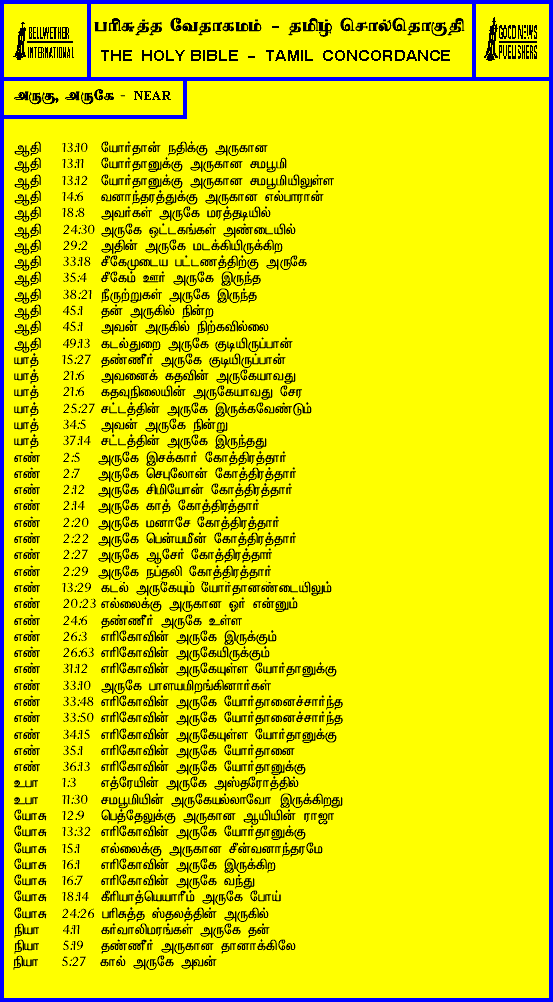 BELLWETHER
INTERNATIONAL
பரிசுத்த வேதாகமம் - தமிழ் சொல்தொகுதி
THE HOLY BIBLE - TAMIL CONCORDANCE
GOOD NEWS
PUBLISHERS
அருகு, அருகே - NEAR
ஆதி 13:10 யோர்தான் நதிக்கு அருகான
ஆதி 13:11 யோர்தானுக்கு அருகான சமபூமி
ஆதி 13:12 யோர்தானுக்கு அருகான சமபூமியிலுள்ள
ஆதி 14:6 வனாந்தரத்துக்கு அருகான எல்பாரான்
ஆதி 18:8 அவர்கள் அருகே மரத்தடியில்
ஆதி 24:30 அருகே ஒட்டகங்கள் அண்டையில்
ஆதி 29:2 அதின் அருகே மடக்கியிருக்கிற
ஆதி 33:18 சீகேமுடைய பட்டணத்திற்கு அருகே
ஆதி 35:4 சீகேம் ஊர் அருகே இருந்த
ஆதி 38:21 நீருற்றுகள் அருகே இருந்த
ஆதி 45:1 தன் அருகில் நின்ற
ஆதி 45:1 அவன் அருகில் நிற்கவில்லை
ஆதி 49:13 கடல்துறை அருகே குடியிருப்பான்
யாத் 15:27 தண்ணீர் அருகே குடியிருப்பான்
யாத் 21:6 அவனைக் கதவின் அருகேயாவது
யாத் 21:6 கதவுநிலையின் அருகேயாவது சேர
யாத் 25:27 சட்டத்தின் அருகே இருக்கவேண்டும்
யாத் 34:5 அவன் அருகே நின்று
யாத் 37:14 சட்டத்தின் அருகே இருந்தது
எண் 2:5 அருகே இசக்கார் கோத்திரத்தார்
எண் 2:7 அருகே செபுலோன் கோத்திரத்தார்
எண் 2:12 அருகே சிமியோன் கோத்திரத்தார்
எண் 2:14 அருகே காத் கோத்திரத்தார்
எண் 2:20 அருகே மனாசே கோத்திரத்தார்
எண் 2:22 அருகே பென்யமீன் கோத்திரத்தார்
எண் 2:27 அருகே ஆசேர் கோத்திரத்தார்
எண் 2:29 அருகே நப்தலி கோத்திரத்தார்
எண் 13:29 கடல் அருகேயும் யோர்தானண்டையிலும்
எண் 20:23 எல்லைக்கு அருகான ஓர் என்னும்
எண் 24:6 தண்ணீர் அருகே உள்ள
எண் 26:3 எரிகோவின் அருகே இருக்கும்
எண் 26:63 எரிகோவின் அருகேயிருக்கும்
எண் 31:12 எரிகோவின் அருகேயுள்ள யோர்தானுக்கு
எண் 33:10 அருகே பாளயமிறங்கினார்கள்
எண் 33:48 எரிகோவின் அருகே யோர்தானைச்சார்ந்த
எண் 33:50 எரிகோவின் அருகே யோர்தானைச்சார்ந்த
எண் 34:15 எரிகோவின் அருகேயுள்ள யோர்தானுக்கு
எண் 35:1 எரிகோவின் அருகே யோர்தானை
எண் 36:13 எரிகோவின் அருகே யோர்தானுக்கு
உபா 1:3 எத்ரேயின் அருகே அஸ்தரோத்தில்
உபா 11:30 சமபூமியின் அருகேயல்லாவோ இருக்கிறது
யோசு 12:9 பெத்தேலுக்கு அருகான ஆயியின் ராஜா
யோசு 13:32 எரிகோவின் அருகே யோர்தானுக்கு
யோசு 15:1 எல்லைக்கு அருகான சீன்வனாந்தரமே
யோசு 16:1 எரிகோவின் அருகே இருக்கிற
யோசு 16:7 எரிகோவின் அருகே வந்து
யோசு 18:14 கீரியாத்யெயாரீம் அருகே போய்
யோசு 24:26 பரிசுத்த ஸ்தலத்தின் அருகில்
நியா 4:11 கர்வாலிமரங்கள் அருகே தன்
நியா 5:19 தண்ணீர் அருகான தானாக்கிலே
நியா 5:27 கால் அருகே அவன்